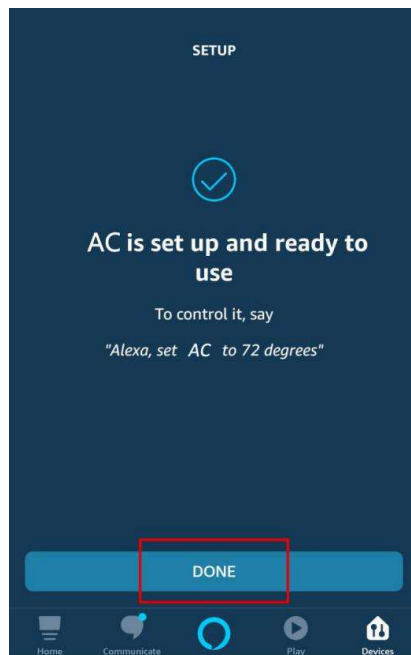 SETUP
AC is set up and ready to
use
To control it, say
"Alexa, set AC to 72 degrees"
DONE
Home Communicate Play Devices